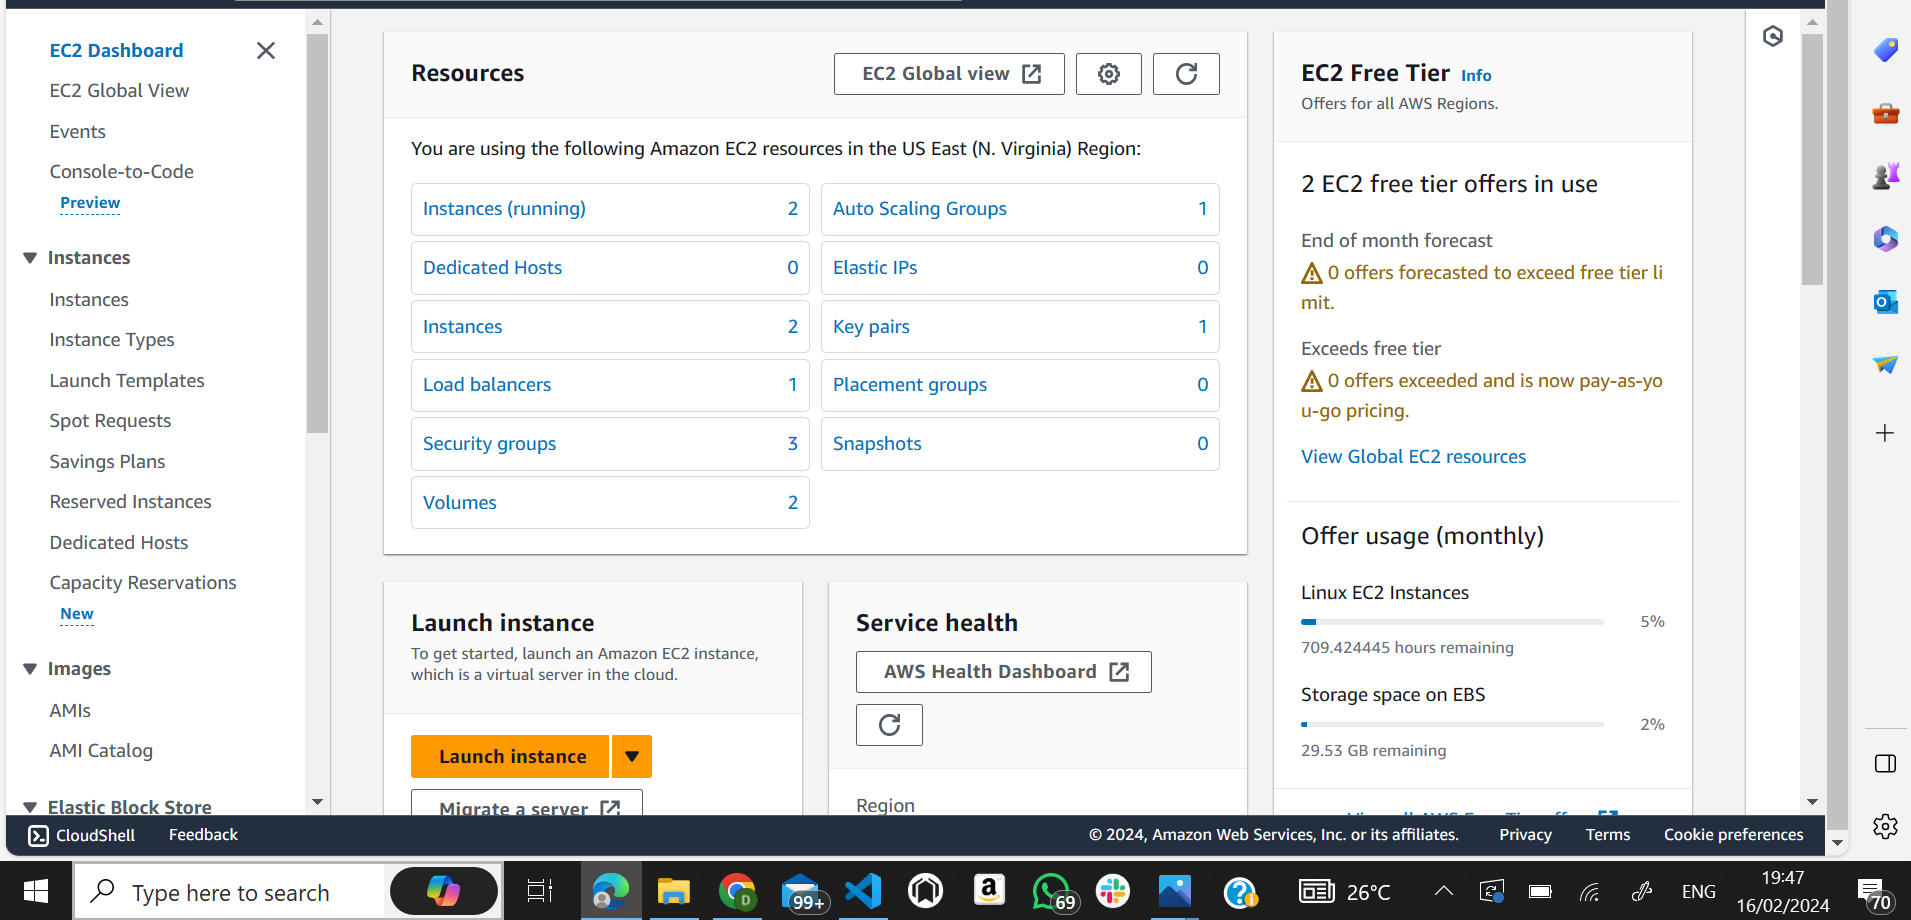 EC2 Dashboard
EC2 Global View
Events
Console-to-Code
Preview
Instances
Instances
Instance Types
Launch Templates
Spot Requests
Savings Plans
Reserved Instances
Dedicated Hosts
Capacity Reservations
New
Images
AMIs
AMI Catalog
Elastic Block Store
Resources
EC2 Global view
You are using the following Amazon EC2 resources in the US East (N. Virginia) Region:
Instances (running) 2
Auto Scaling Groups 1
Dedicated Hosts 0
Elastic IPs 0
Instances 2
Key pairs 1
Load balancers 1
Placement groups 0
Security groups 3
Snapshots 0
Volumes 2
Launch instance
To get started, launch an Amazon EC2 instance,
which is a virtual server in the cloud.
Launch instance
Migrate a server
Service health
AWS Health Dashboard
Region
EC2 Free Tier Info
Offers for all AWS Regions.
2 EC2 free tier offers in use
End of month forecast
0 offers forecasted to exceed free tier li
mit.
Exceeds free tier
0 offers exceeded and is now pay-as-yo
u-go pricing.
View Global EC2 resources
Offer usage (monthly)
Linux EC2 Instances
5%
709.424445 hours remaining
Storage space on EBS
2%
29.53 GB remaining
CloudShell Feedback © 2024, Amazon Web Services, Inc. or its affiliates. Privacy Terms Cookie preferences
Type here to search
99+
69
26°C
ENG
19:47
16/02/2024
70